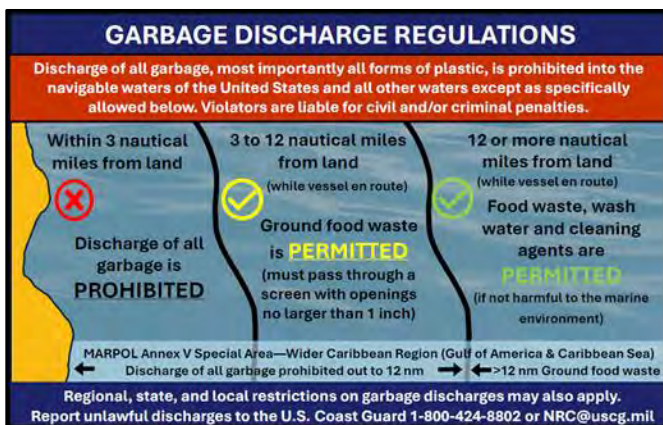 GARBAGE DISCHARGE REGULATIONS
Discharge of all garbage, most importantly all forms of plastic, is prohibited into the
navigable waters of the United States and all other waters except as specifically
allowed below. Violators are liable for civil and/or criminal penalties.
Within 3 nautical
miles from land
Discharge of all
garbage is
PROHIBITED
3 to 12 nautical miles
from land
(while vessel en route)
Ground food waste
is PERMITTED
(must pass through a
screen with openings
no larger than 1 inch)
12 or more nautical
miles from land
(while vessel en route)
Food waste, wash
water and cleaning
agents are
PERMITTED
(if not harmful to the marine
environment)
MARPOL Annex V Special Area—Wider Caribbean Region (Gulf of America & Caribbean Sea)
Discharge of all garbage prohibited out to 12 nm
>12 nm Ground food waste
Regional, state, and local restrictions on garbage discharges may also apply.
Report unlawful discharges to the U.S. Coast Guard 1-800-424-8802 or NRC@uscg.mil